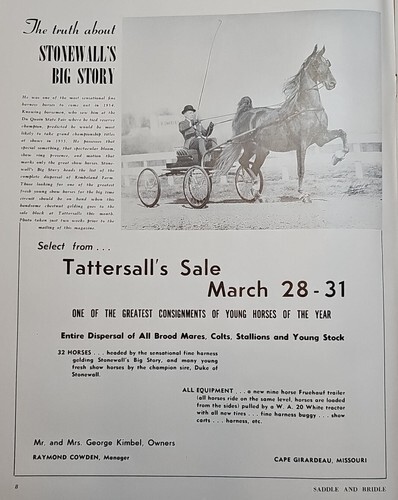 The truth about
STONEWALL'S
BIG STORY
He was one of the most sensational fine
harness horses to come out in 1954.
Knowing horsemen, who saw him at the
Du Quoin State Fair where he tied reserve
champion, predicted he would be most
likely to take grand championship titles
at shows in 1955. He possesses that
special something, that spectacular bloom,
show ring presence, and motion that
marks only the great show horses. Stone-
wall's Big Story heads the list of the
complete dispersal of Kimbeland Farm.
Those looking for one of the greatest
fresh young show horses for the big time
circuit should be on hand when this
handsome chestnut gelding goes to the
sale block at Tattersalls this month.
Photo taken just two weeks prior to the
mailing of this magazine.
Select from . . .
Tattersall's Sale
March 28 - 31
ONE OF THE GREATEST CONSIGNMENTS OF YOUNG HORSES OF THE YEAR
Entire Dispersal of All Brood Mares, Colts, Stallions and Young Stock
32 HORSES . . . headed by the sensational fine harness
gelding Stonewall's Big Story, and many young
fresh show horses by the champion sire, Duke of
Stonewall.
ALL EQUIPMENT . . . a new nine horse Fruehauf trailer
(all horses ride on the same level, horses are loaded
from the sides) pulled by a W. A. 20 White tractor
with all new tires . . . fine harness buggy . . . show
carts . . . harness, etc.
Mr. and Mrs. George Kimbel, Owners
RAYMOND COWDEN, Manager
CAPE GIRARDEAU, MISSOURI
8
SADDLE AND BRIDLE